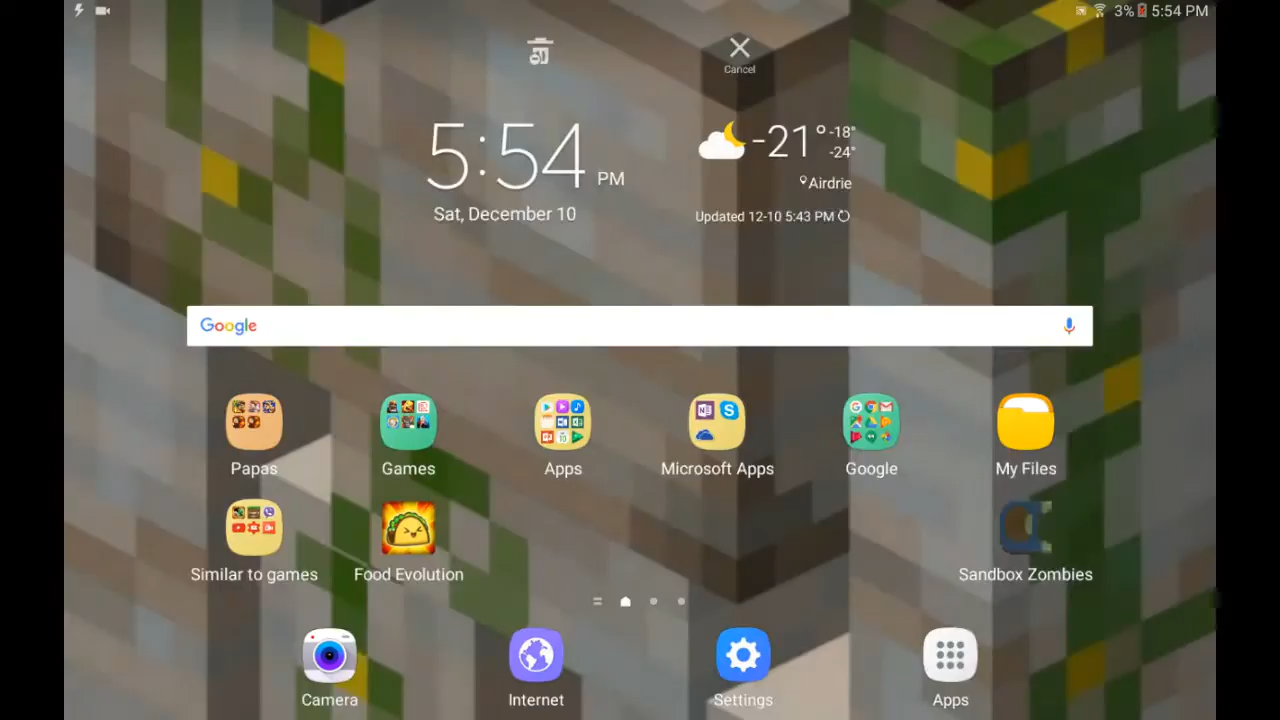 3% 5:54 PM
Cancel
5:54 PM
Sat, December 10
-21° -18°
-24°
Airdrie
Updated 12-10 5:43 PM
Google
Papas
Games
Apps
Microsoft Apps
Google
My Files
Similar to games
Food Evolution
Sandbox Zombies
Camera
Internet
Settings
Apps